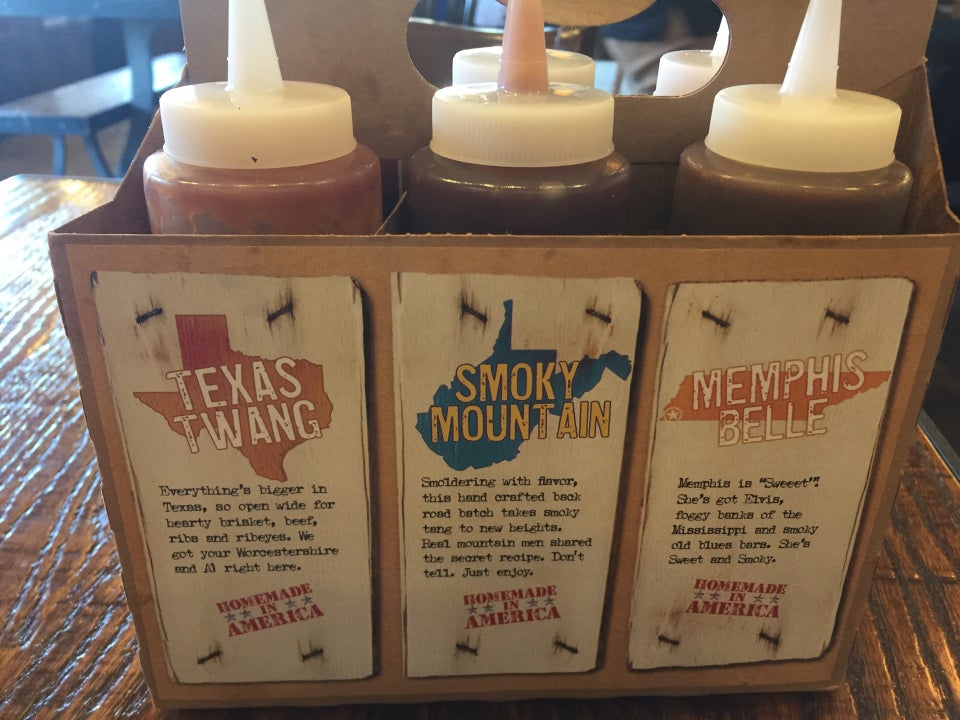 TEXAS
TWANG
Everything's bigger in
Texas, so open wide for
hearty brisket, beef,
ribs and ribeyes. We
got your Worcestershire
and A1 right here.
HOMEMADE
IN
AMERICA
SMOKY
MOUNTAIN
Smoldering with flavor,
this hand crafted back
road batch takes smoky
tang to new heights.
Real mountain men shared
the secret recipe. Don't
tell. Just enjoy.
HOMEMADE
IN
AMERICA
MEMPHIS
BELLE
Memphis is "Sweeet"!
She's got Elvis,
foggy banks of the
Mississippi and smoky
old blues bars. She's
Sweet and Smoky.
HOMEMADE
IN
AMERICA